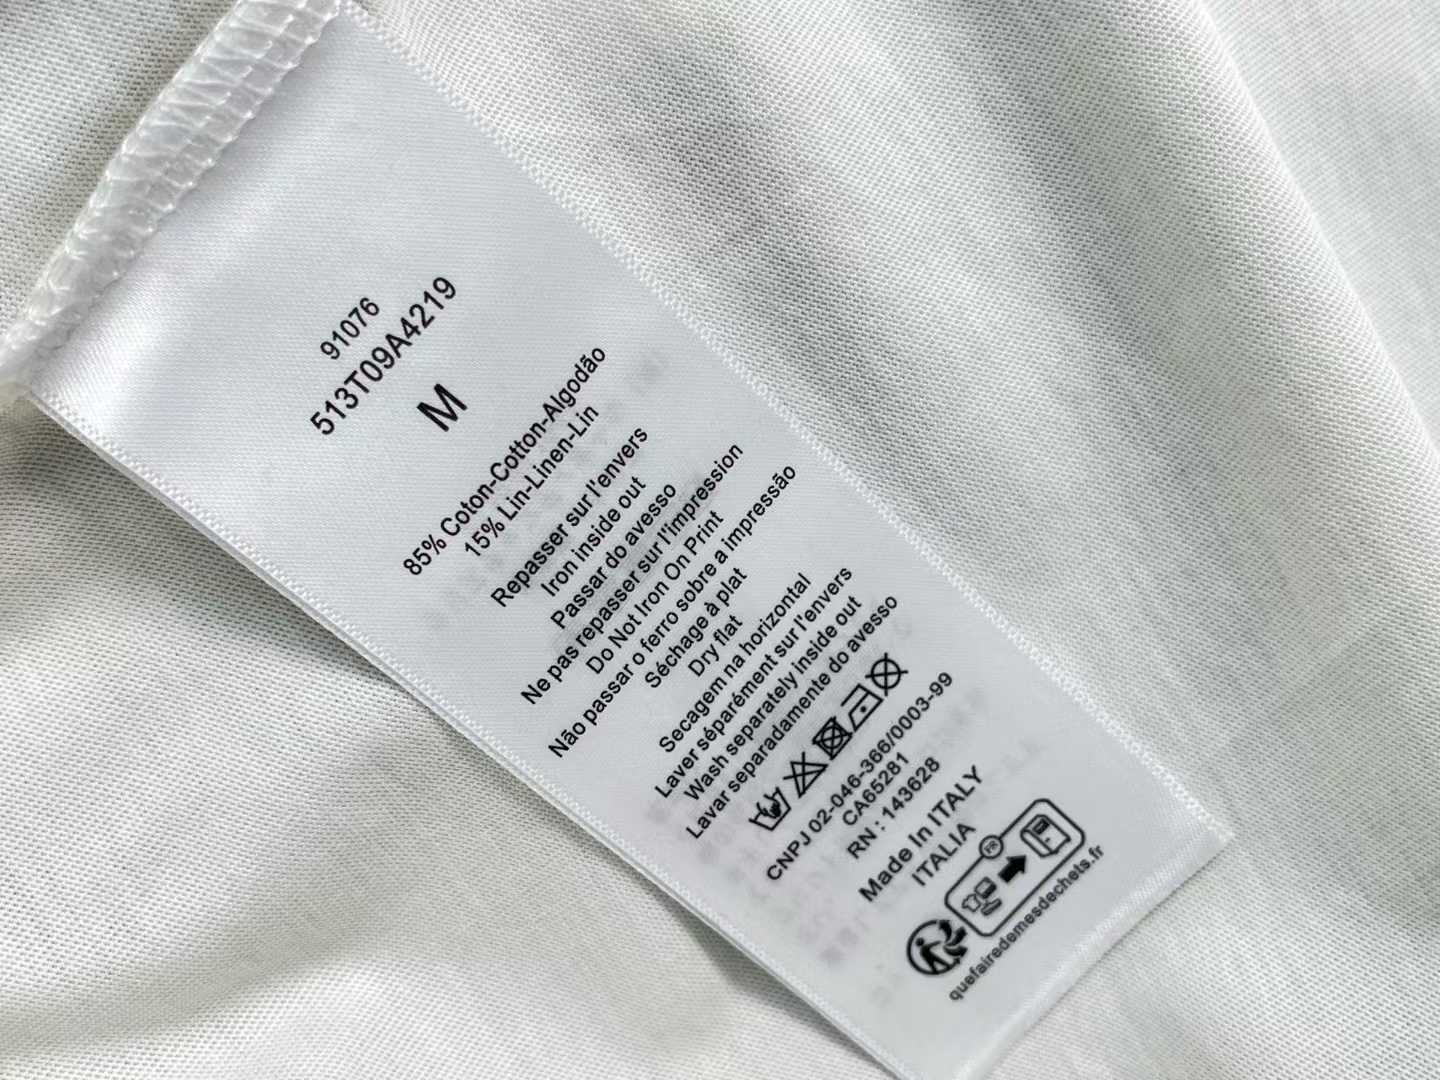 91076
513T09A4219
M
85% Coton-Cotton-Algodão
15% Lin-Linen-Lin
Repasser sur l'envers
Iron inside out
Passar do avesso
Ne pas repasser sur l'impression
Do Not Iron On Print
Não passar o ferro sobre a impressão
Séchage à plat
Dry flat
Secagem na horizontal
Laver séparément sur l'envers
Wash separately inside out
Lavar separadamente do avesso
CNPJ 02-046-366/0003-99
CA65281
RN : 143628
Made In ITALY
ITALIA
FR
quefairedemesdechets.fr